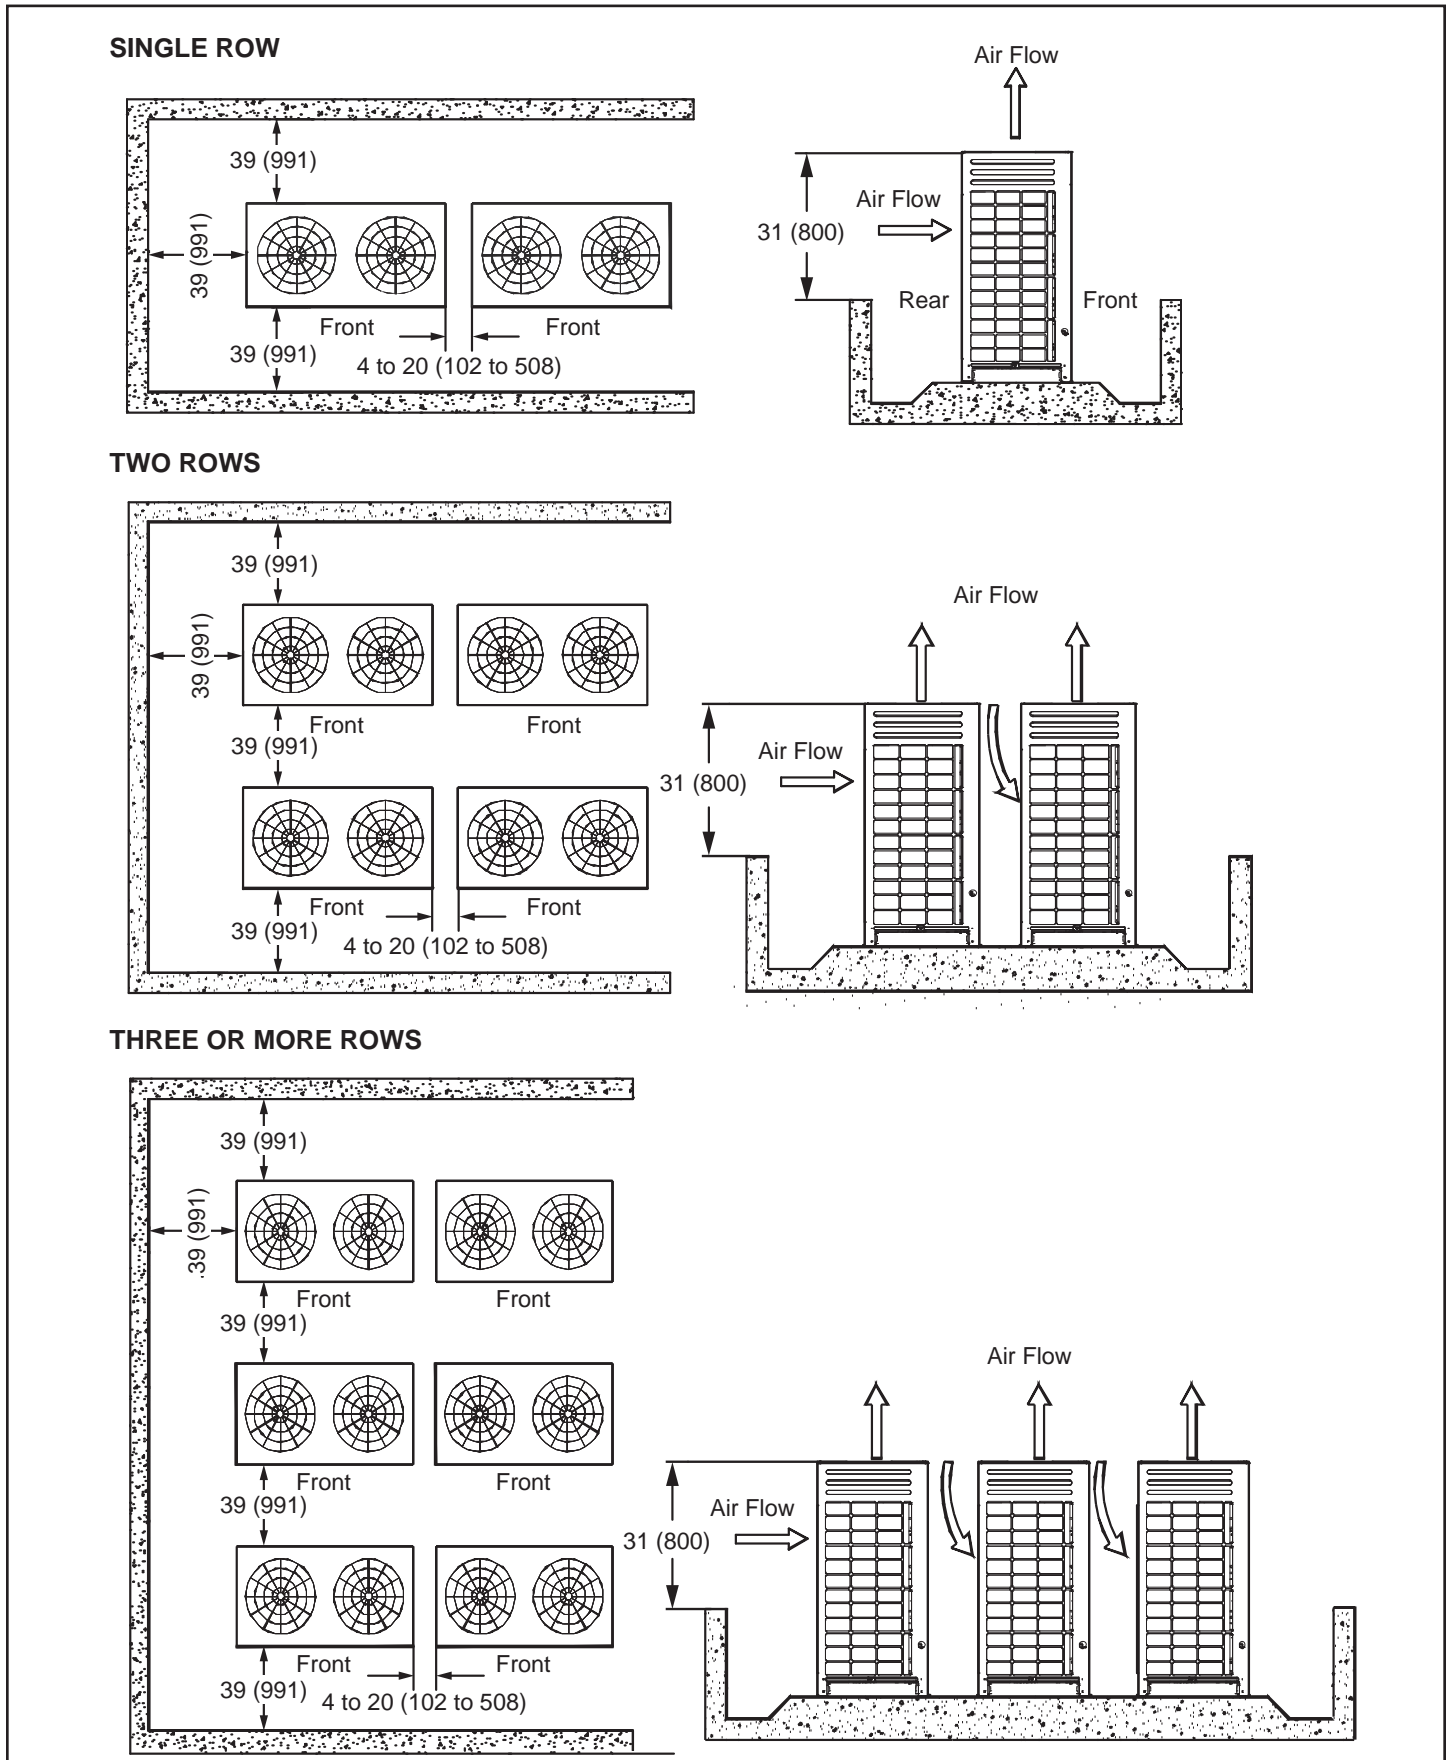 SINGLE ROW
Air Flow
39 (991)
39 (991)
Air Flow
31 (800)
Rear
Front
Front
Front
39 (991)
4 to 20 (102 to 508)
TWO ROWS
39 (991)
39 (991)
Air Flow
Front
Front
39 (991)
Air Flow
31 (800)
Front
Front
39 (991)
4 to 20 (102 to 508)
THREE OR MORE ROWS
39 (991)
.39 (991)
Front
Front
39 (991)
Air Flow
Front
Front
39 (991)
Air Flow
31 (800)
Front
Front
39 (991)
4 to 20 (102 to 508)